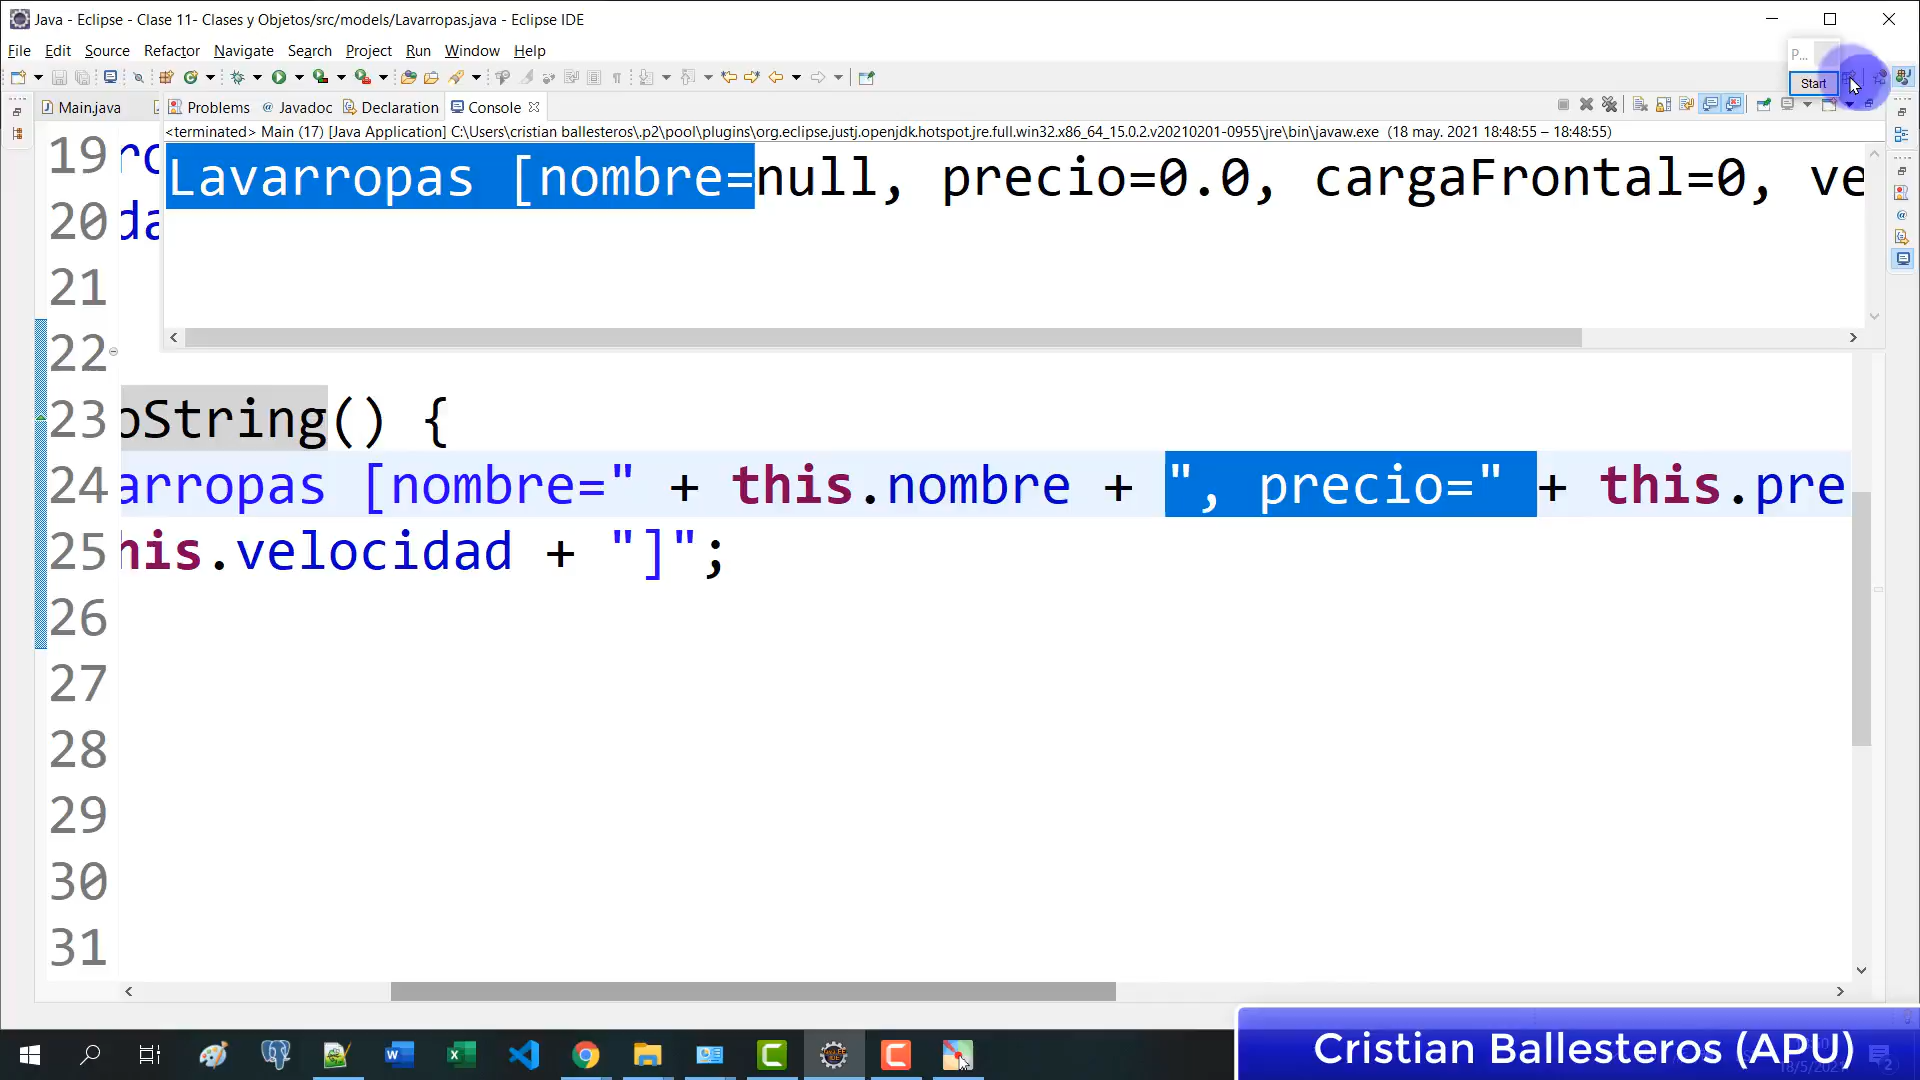 Java - Eclipse - Clase 11- Clases y Objetos/src/models/Lavarropas.java - Eclipse IDE
File Edit Source Refactor Navigate Search Project Run Window Help
P...
Start
Main.java Problems @ Javadoc Declaration Console
<terminated> Main (17) [Java Application] C:\Users\cristian ballesteros\.p2\pool\plugins\org.eclipse.justj.openjdk.hotspot.jre.full.win32.x86_64_15.0.2.v20210201-0955\jre\bin\javaw.exe (18 may. 2021 18:48:55 – 18:48:55)
Lavarropas [nombre=null, precio=0.0, cargaFrontal=0, ve
19
20
21
22
23 oString() {
24 arropas [nombre=" + this.nombre + ", precio=" + this.pre
25 his.velocidad + "]";
26
27
28
29
30
31
Cristian Ballesteros (APU)